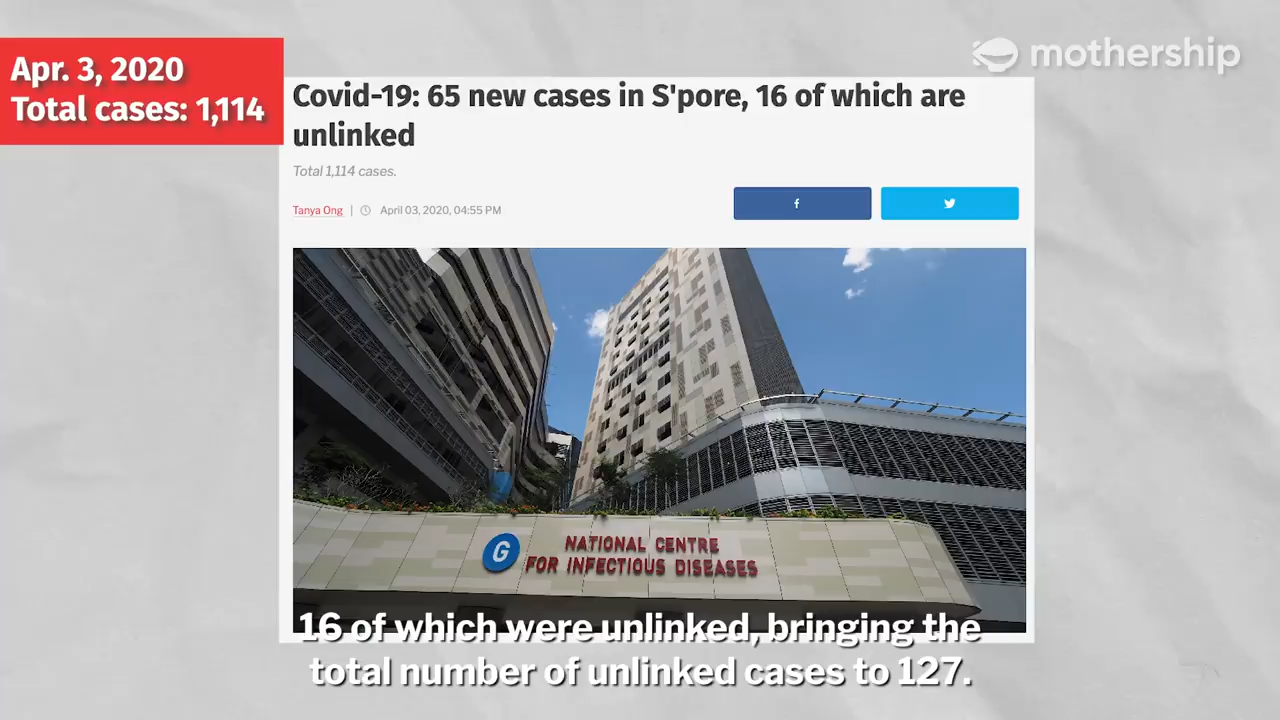 Apr. 3, 2020
Total cases: 1,114
mothership
Covid-19: 65 new cases in S'pore, 16 of which are
unlinked
Total 1,114 cases.
Tanya Ong | April 03, 2020, 04:55 PM
f
G
NATIONAL CENTRE
FOR INFECTIOUS DISEASES
16 of which were unlinked, bringing the
total number of unlinked cases to 127.